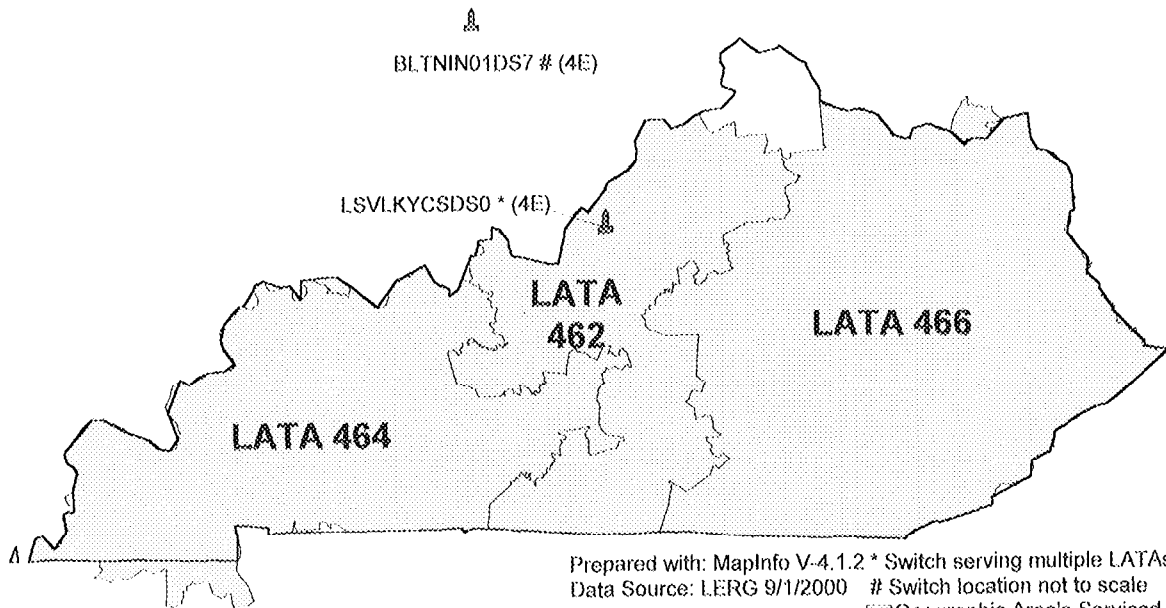 BLTNIN01DS7 # (4E)
LSVLKYCSDS0 * (4E)
LATA
462
LATA 466
LATA 464
Prepared with: MapInfo V-4.1.2 * Switch serving multiple LATAs
Data Source: LERG 9/1/2000 # Switch location not to scale
Serviced